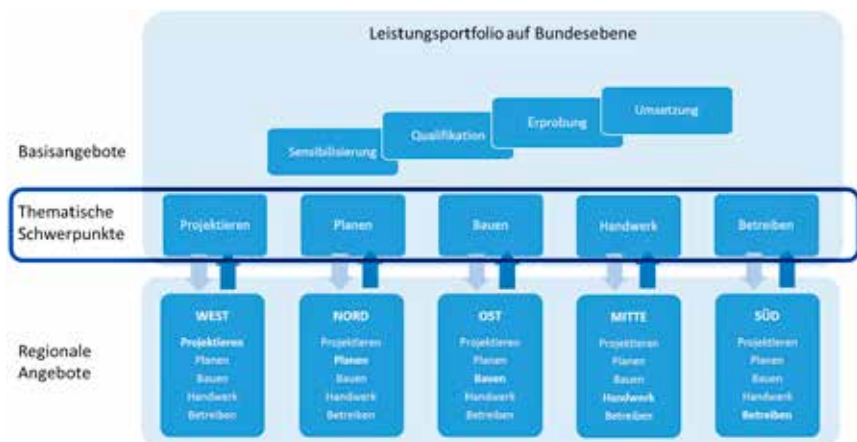 Leistungsportfolio auf Bundesebene
Basisangebote
Sensibilisierung
Qualifikation
Erprobung
Umsetzung
Thematische
Schwerpunkte
Projektieren
Planen
Bauen
Handwerk
Betreiben
Regionale
Angebote
WEST
Projektieren
Planen
Bauen
Handwerk
Betreiben
NORD
Projektieren
Planen
Bauen
Handwerk
Betreiben
OST
Projektieren
Planen
Bauen
Handwerk
Betreiben
MITTE
Projektieren
Planen
Bauen
Handwerk
Betreiben
SÜD
Projektieren
Planen
Bauen
Handwerk
Betreiben